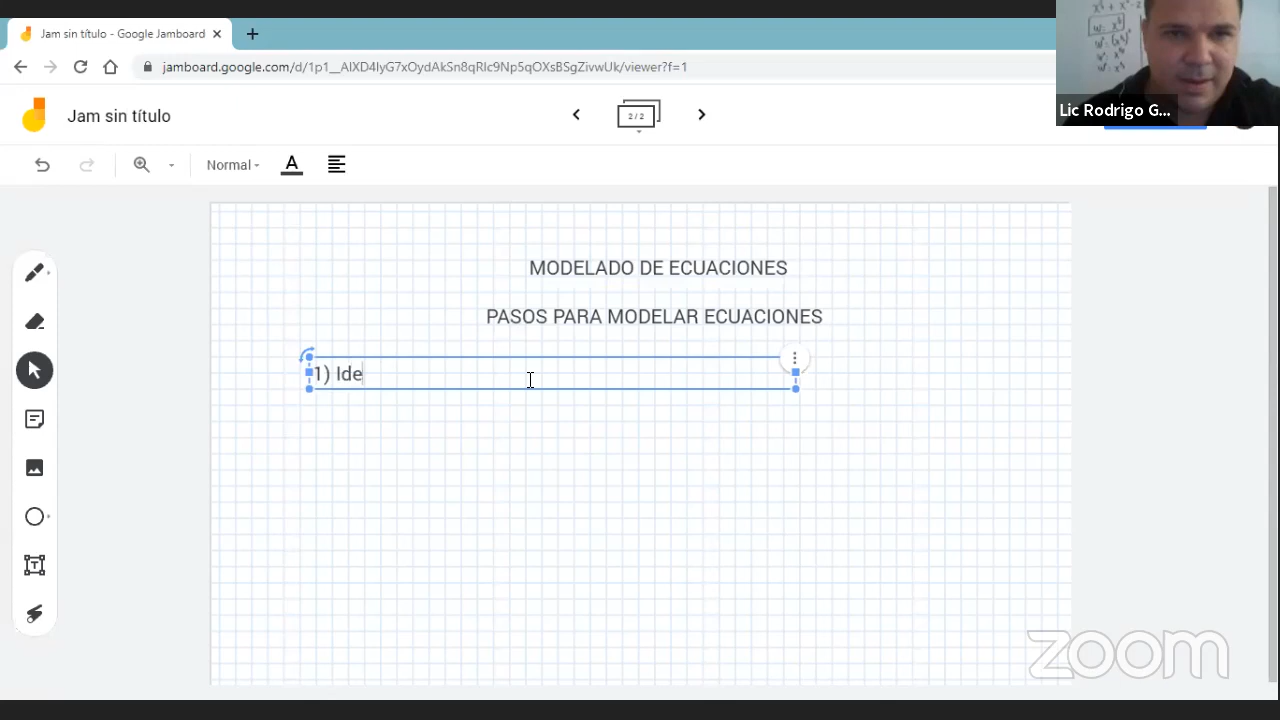 Jam sin título - Google Jamboard
jamboard.google.com/d/1p1__AIXD4lyG7xOydAkSn8qRlc9Np5qOXsBSgZivwUk/viewer?f=1
Lic Rodrigo G...
Jam sin título
2 / 2
Normal
A
MODELADO DE ECUACIONES
PASOS PARA MODELAR ECUACIONES
1) Ide
zoom